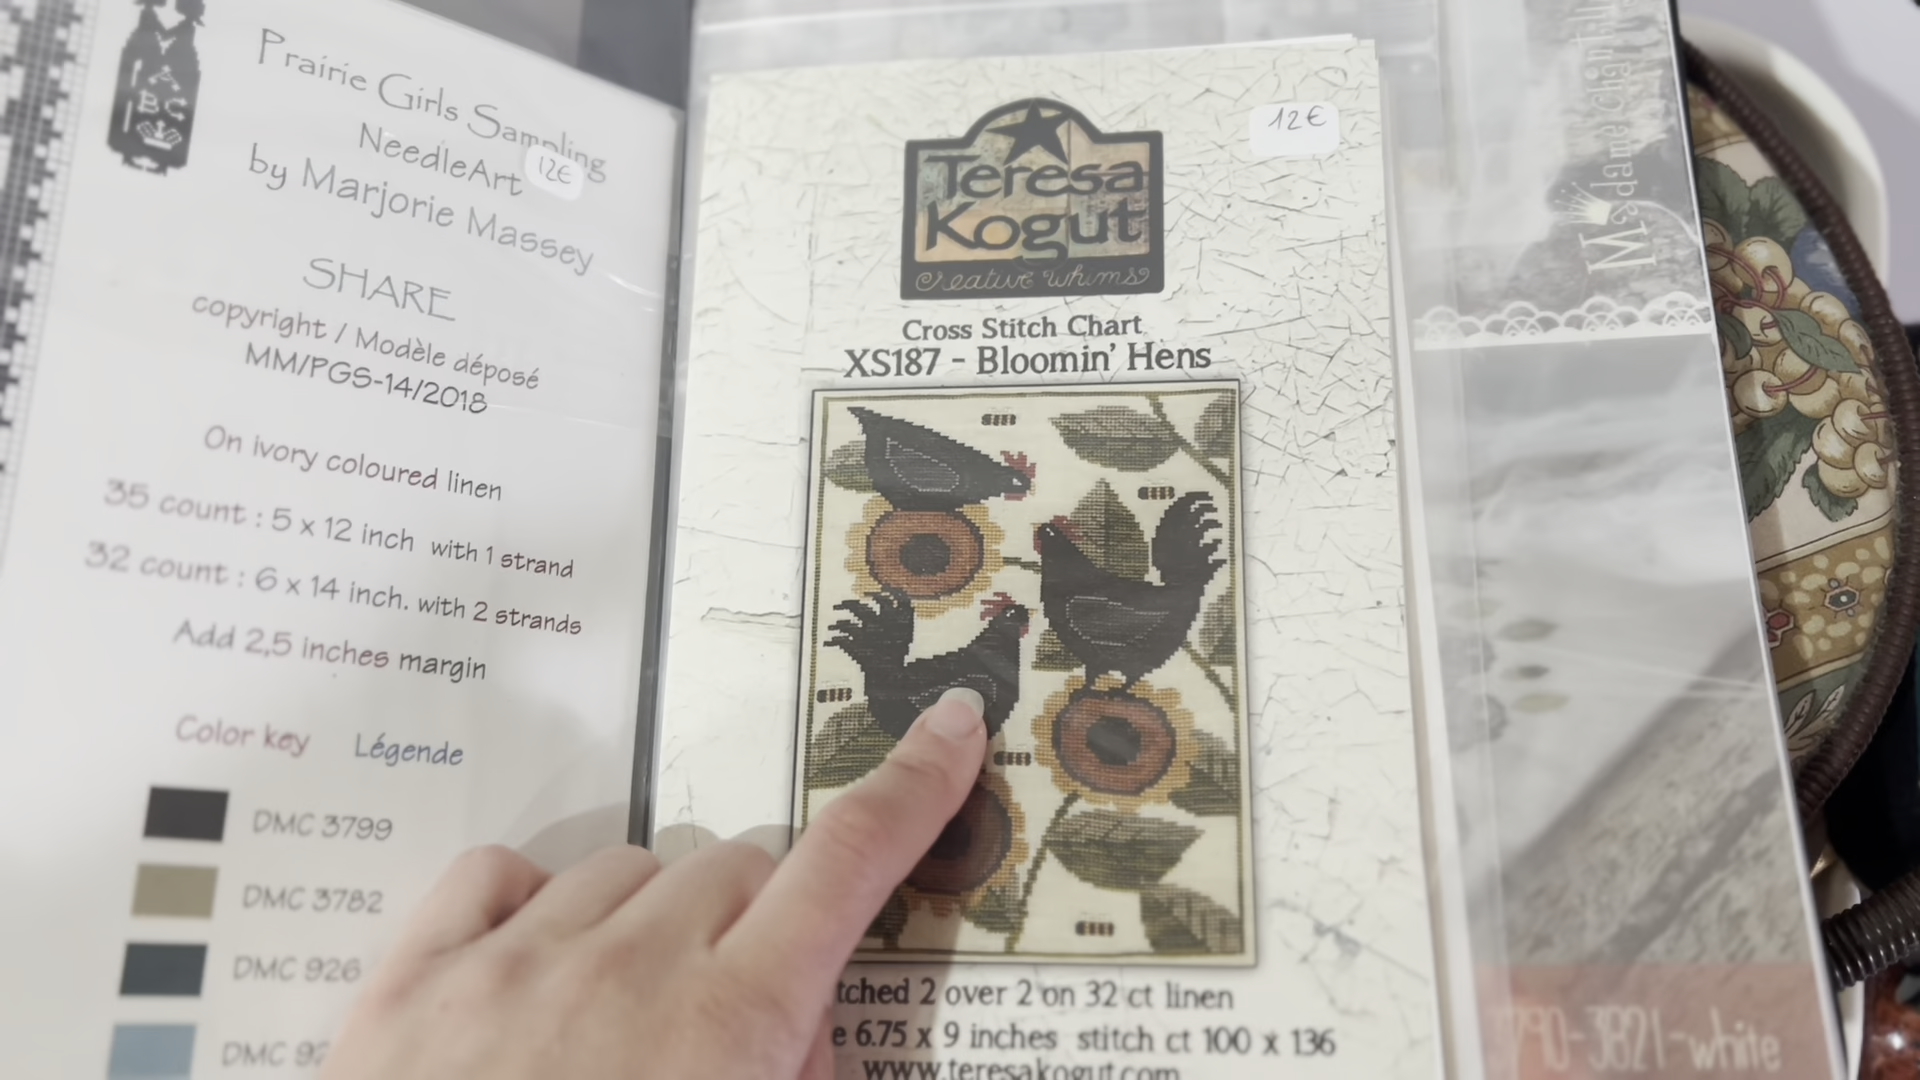 A
B C
Prairie Girls Sampling
NeedleArt
12€
by Marjorie Massey
SHARE
copyright / Modèle déposé
MM/PGS-14/2018
On ivory coloured linen
35 count : 5 x 12 inch with 1 strand
32 count : 6 x 14 inch. with 2 strands
Add 2,5 inches margin
Color key Légende
DMC 3799
DMC 3782
DMC 926
DMC
12€
Teresa
Kogut
creative whims
Cross Stitch Chart
XS187 - Bloomin' Hens
2 over 2 on 32 ct linen
6.75 x 9 inches stitch ct 100 x 136
www.teresakogut.com
Madame Chantilly
3821-white